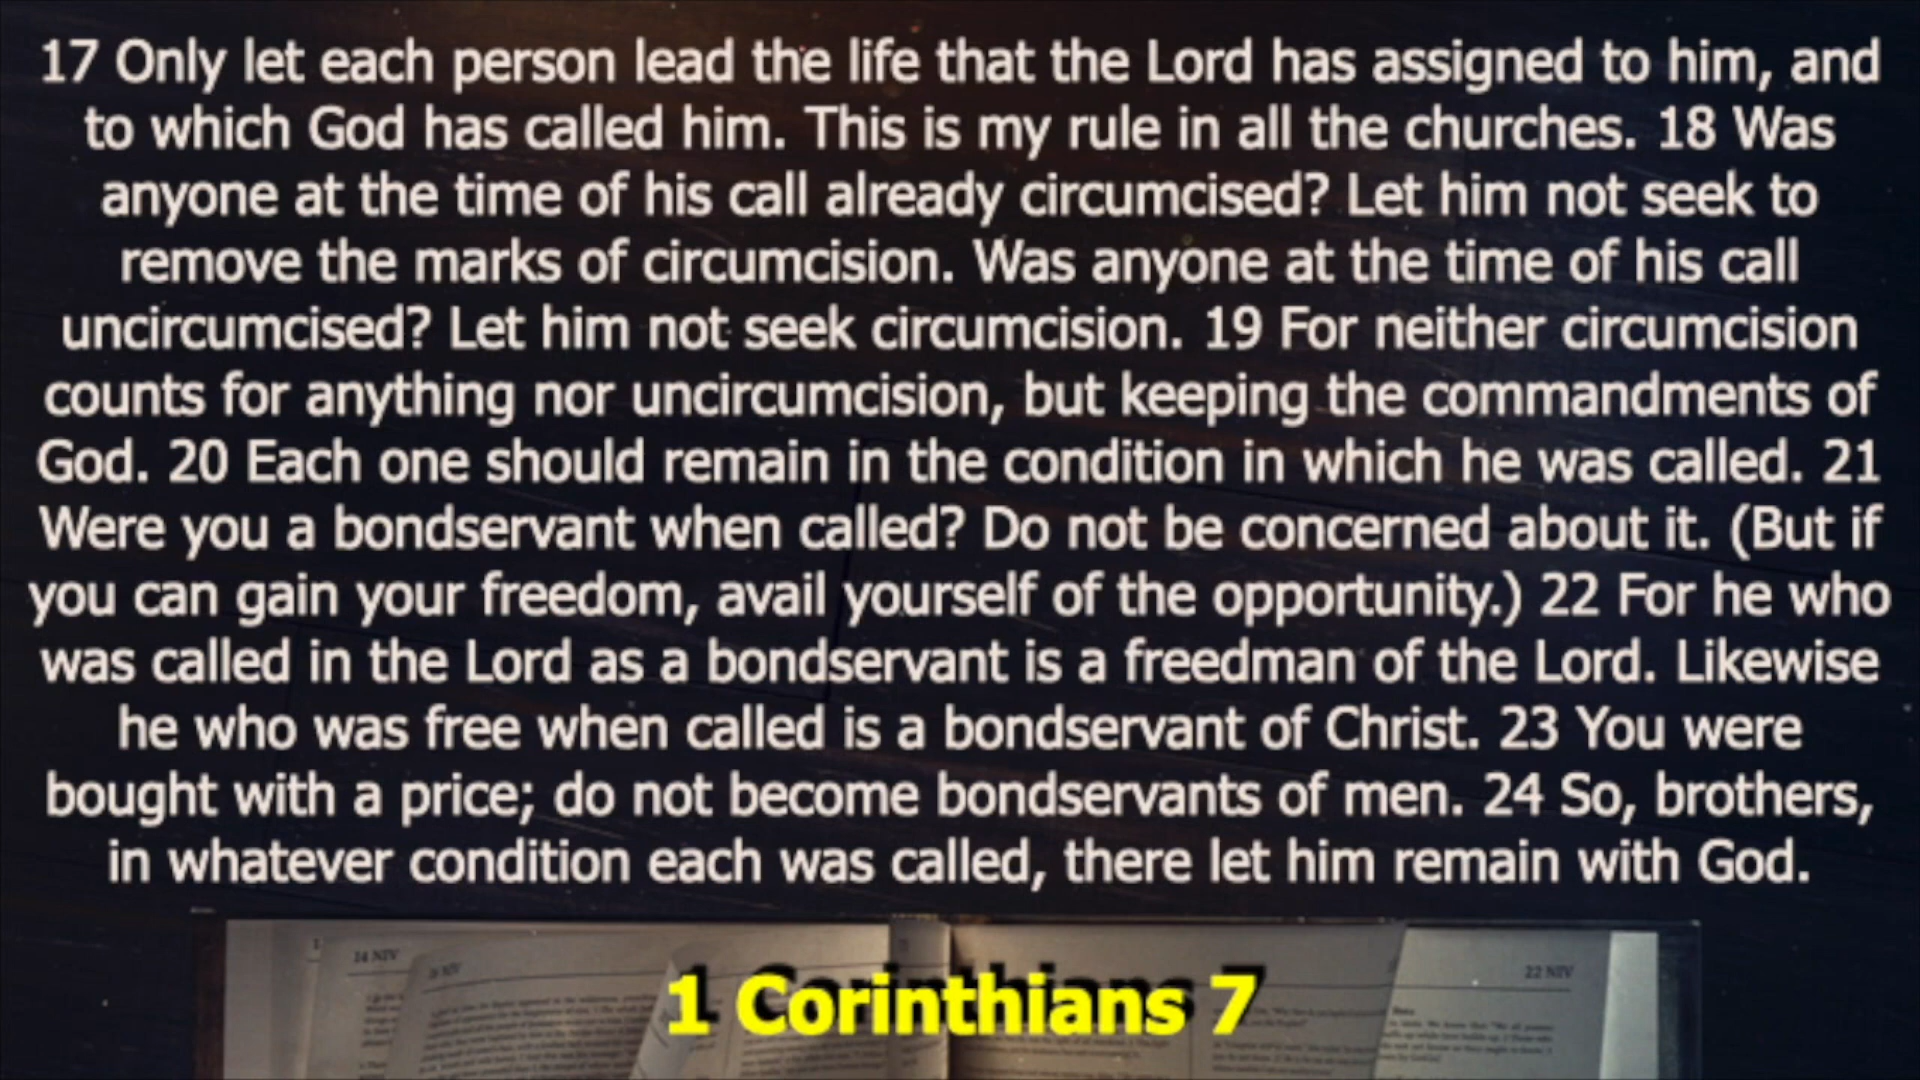 17 Only let each person lead the life that the Lord has assigned to him, and
to which God has called him. This is my rule in all the churches. 18 Was
anyone at the time of his call already circumcised? Let him not seek to
remove the marks of circumcision. Was anyone at the time of his call
uncircumcised? Let him not seek circumcision. 19 For neither circumcision
counts for anything nor uncircumcision, but keeping the commandments of
God. 20 Each one should remain in the condition in which he was called. 21
Were you a bondservant when called? Do not be concerned about it. (But if
you can gain your freedom, avail yourself of the opportunity.) 22 For he who
was called in the Lord as a bondservant is a freedman of the Lord. Likewise
he who was free when called is a bondservant of Christ. 23 You were
bought with a price; do not become bondservants of men. 24 So, brothers,
in whatever condition each was called, there let him remain with God.
14 NIV
22 NIV
1 Corinthians 7